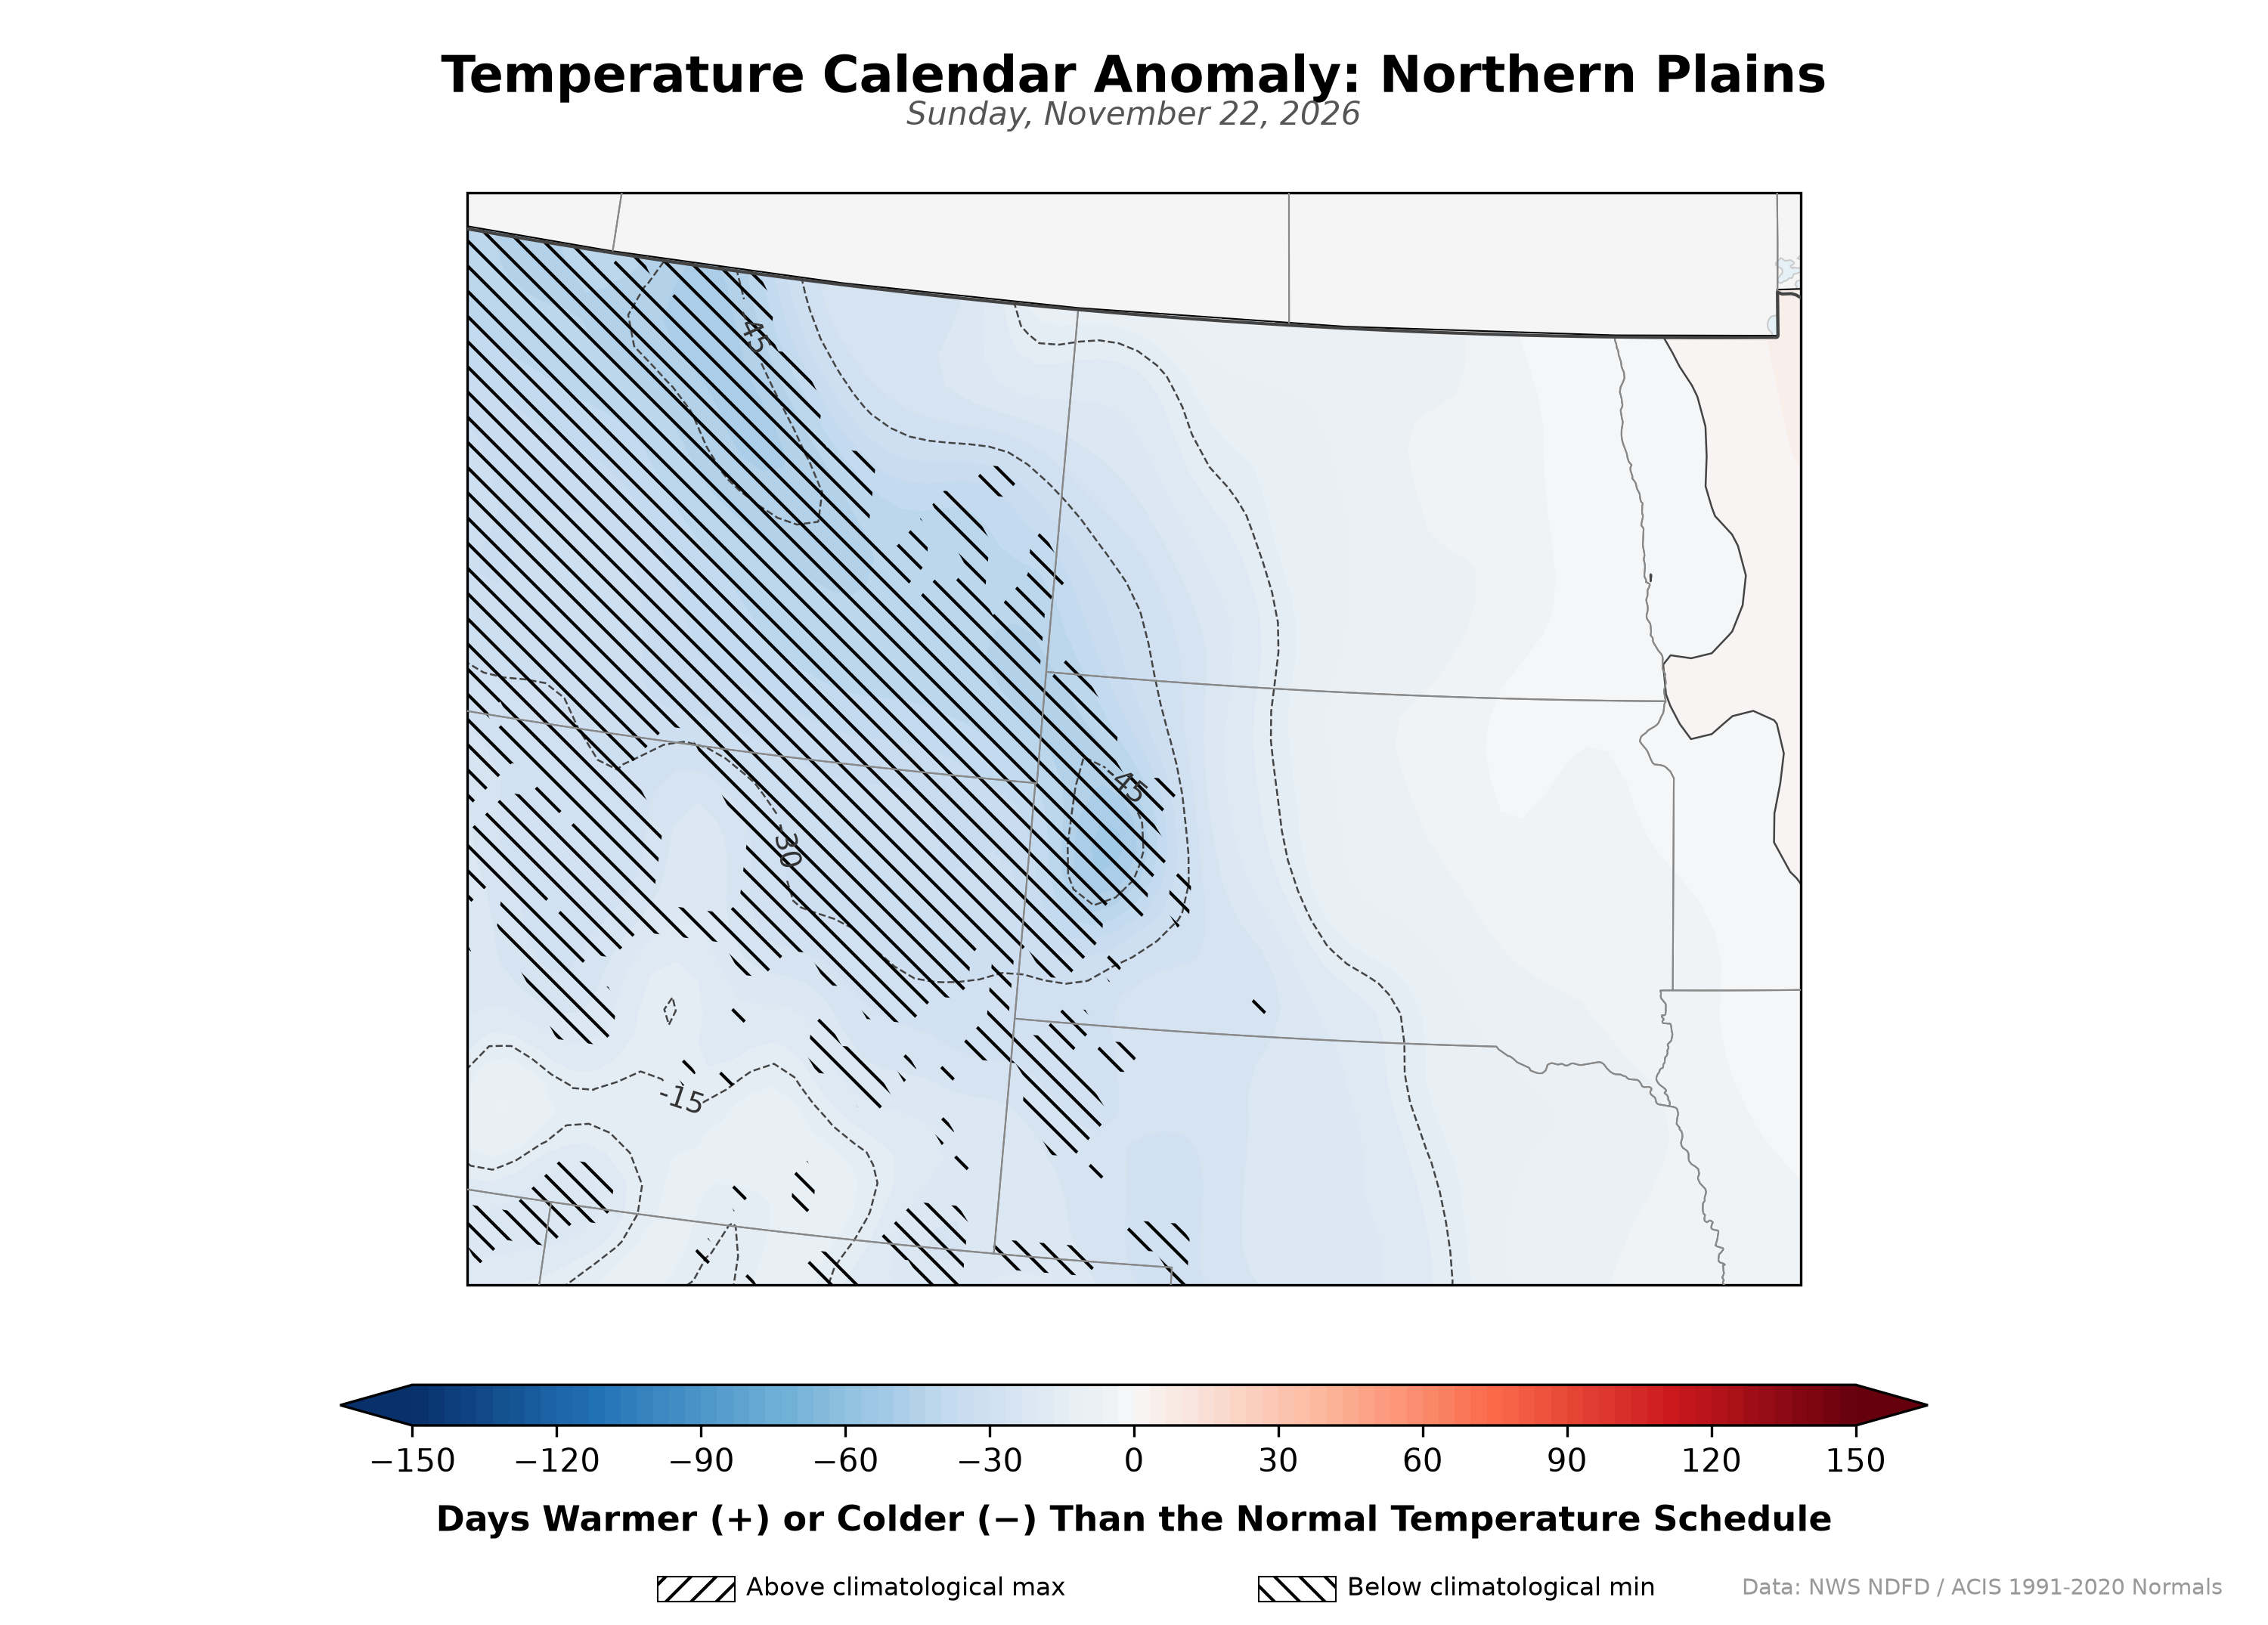 Temperature Calendar Anomaly: Northern Plains
Sunday, November 22, 2026
45
45
-30
-15
−150 −120 −90 −60 −30 0 30 60 90 120 150
Days Warmer (+) or Colder (−) Than the Normal Temperature Schedule
Above climatological max Below climatological min Data: NWS NDFD / ACIS 1991-2020 Normals